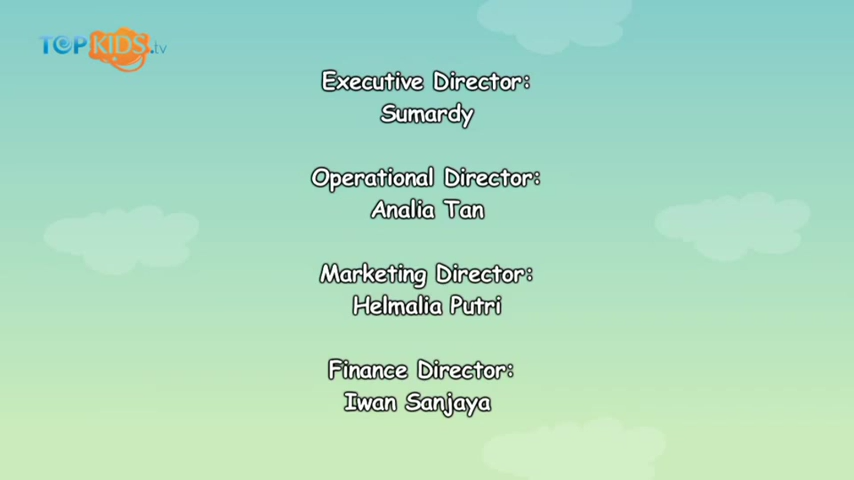 TOPKIDS.tv
Executive Director:
Sumardy
Operational Director:
Analia Tan
Marketing Director:
Helmalia Putri
Finance Director:
Iwan Sanjaya